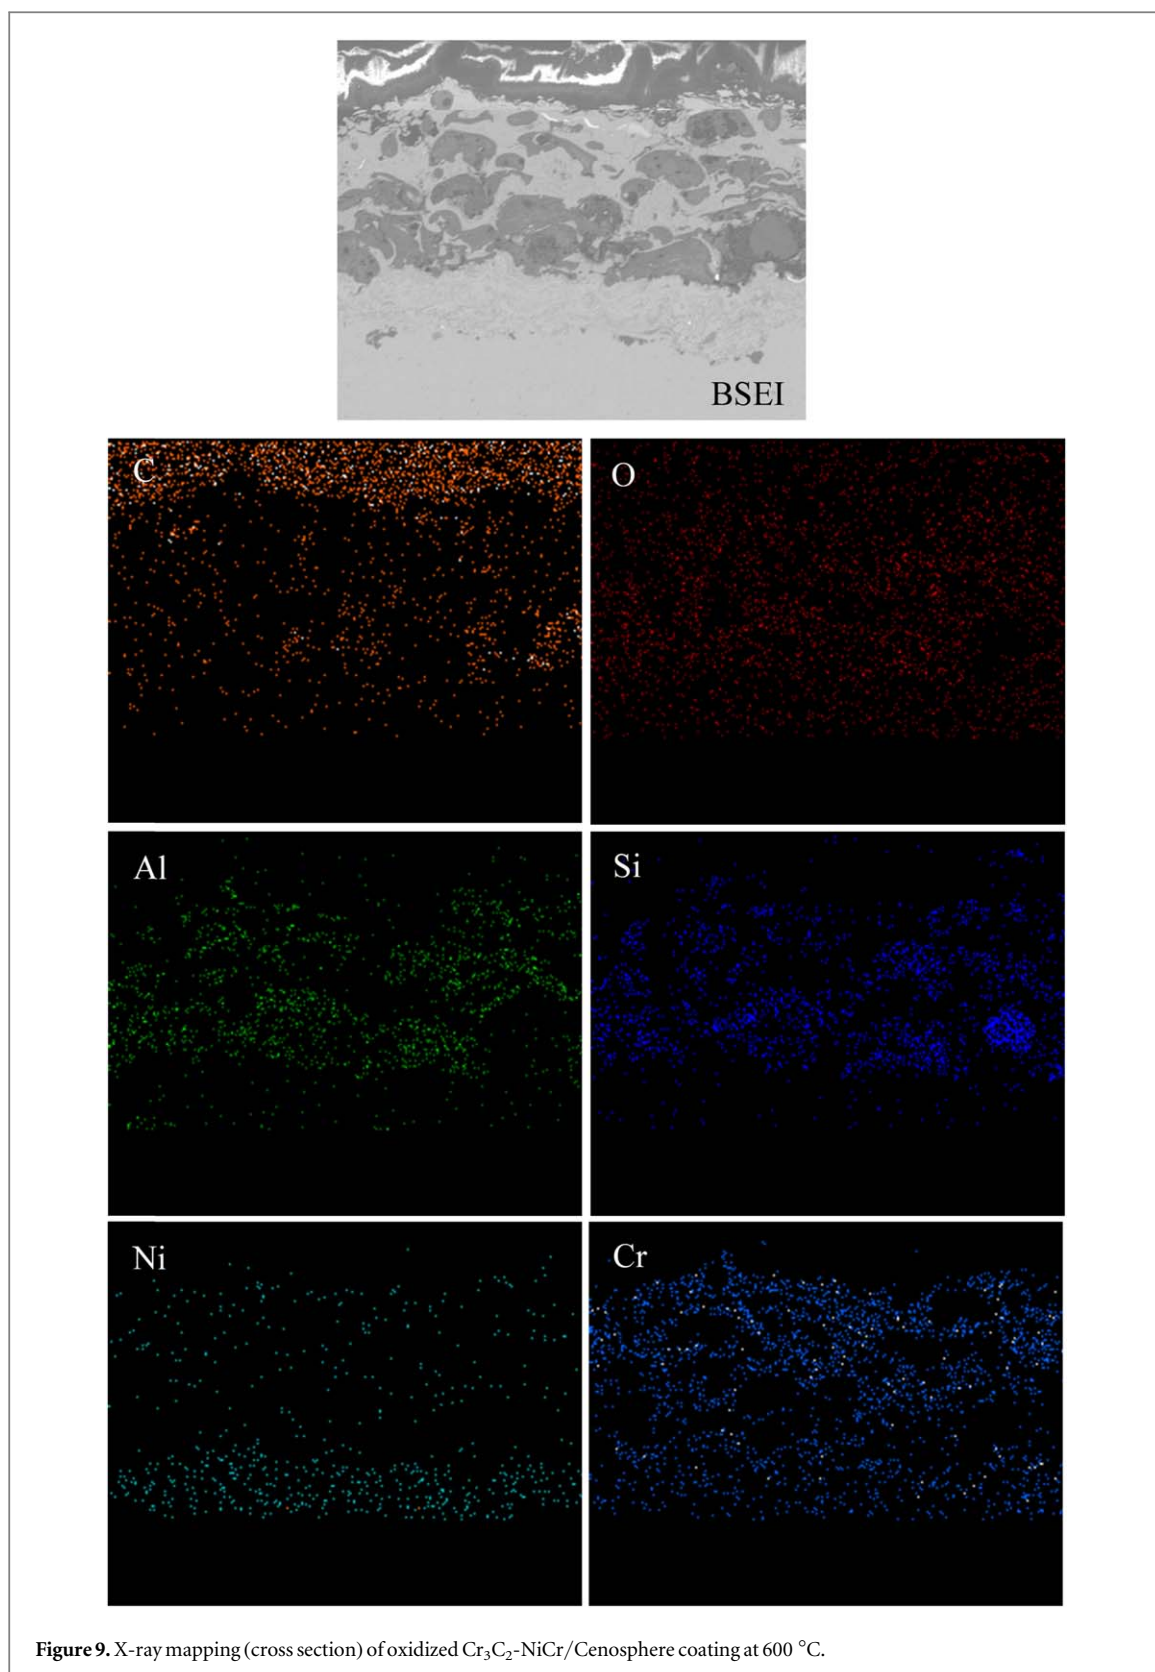 BSEI
C
O
Al
Si
Ni
Cr
Figure 9. X-ray mapping (cross section) of oxidized Cr₃C₂-NiCr/Cenosphere coating at 600 °C.